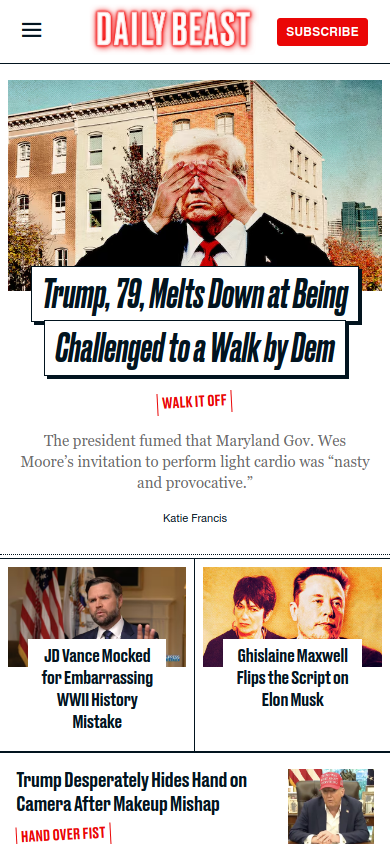 DAILY BEAST
SUBSCRIBE
Trump, 79, Melts Down at Being
Challenged to a Walk by Dem
WALK IT OFF
The president fumed that Maryland Gov. Wes
Moore’s invitation to perform light cardio was “nasty
and provocative.”
Katie Francis
JD Vance Mocked
for Embarrassing
WWII History
Mistake
Ghislaine Maxwell
Flips the Script on
Elon Musk
Trump Desperately Hides Hand on
Camera After Makeup Mishap
HAND OVER FIST